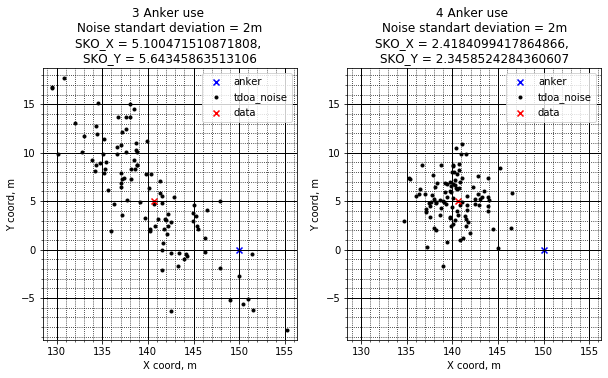 3 Anker use
Noise standart deviation = 2m
SKO_X = 5.100471510871808,
SKO_Y = 5.64345863513106
anker
tdoa_noise
data
Y coord, m
15
10
5
0
−5
130
135
140
145
150
155
X coord, m
4 Anker use
Noise standart deviation = 2m
SKO_X = 2.4184099417864866,
SKO_Y = 2.3458524284360607
anker
tdoa_noise
data
Y coord, m
15
10
5
0
−5
130
135
140
145
150
155
X coord, m